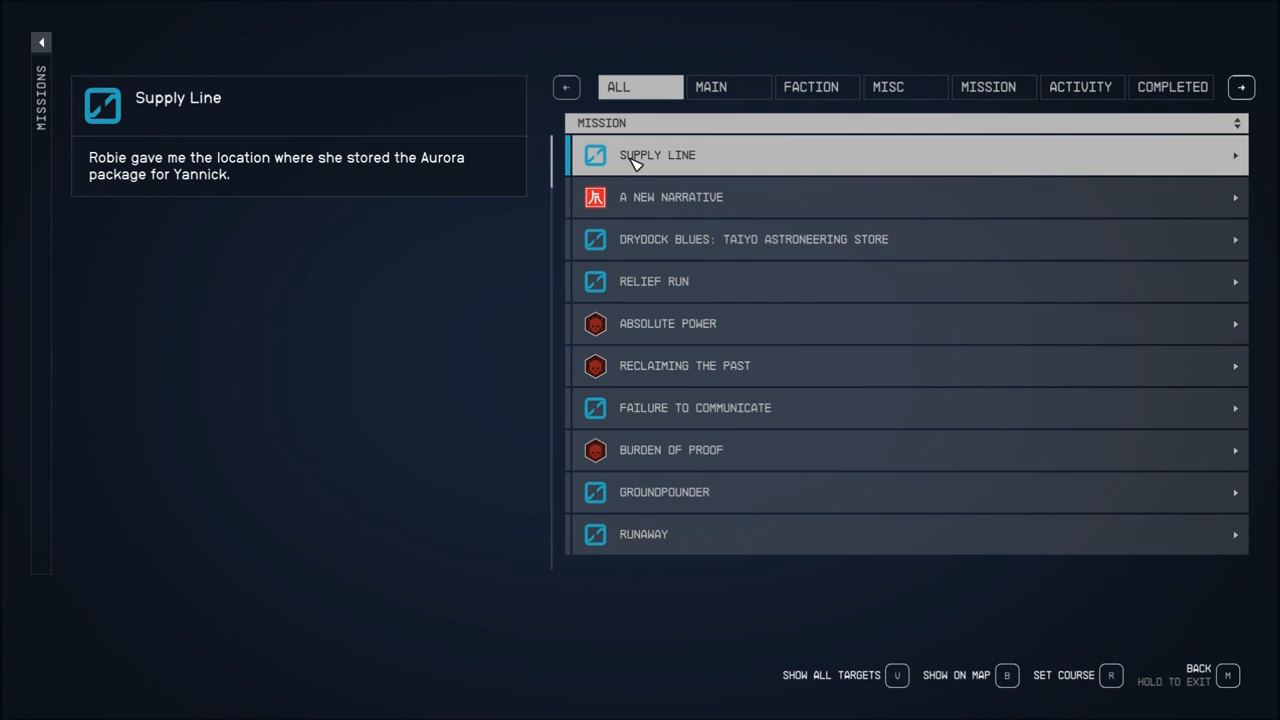 MISSIONS
Supply Line
Robie gave me the location where she stored the Aurora
package for Yannick.
ALL MAIN FACTION MISC MISSION ACTIVITY COMPLETED
MISSION
SUPPLY LINE
A NEW NARRATIVE
DRYDOCK BLUES: TAIYO ASTRONEERING STORE
RELIEF RUN
ABSOLUTE POWER
RECLAIMING THE PAST
FAILURE TO COMMUNICATE
BURDEN OF PROOF
GROUNDPOUNDER
RUNAWAY
SHOW ALL TARGETS V SHOW ON MAP B SET COURSE R BACK M
HOLD TO EXIT